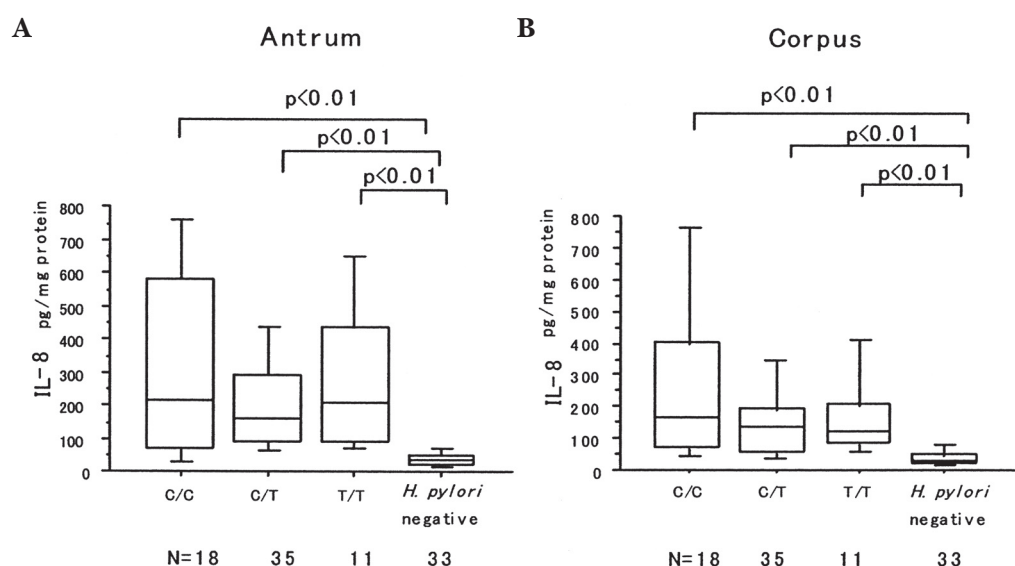 A
Antrum
p<0.01
p<0.01
p<0.01
IL-8 pg/mg protein
800
700
600
500
400
300
200
100
0
C/C C/T T/T H. pylori
negative
N=18 35 11 33
B
Corpus
p<0.01
p<0.01
p<0.01
IL-8 pg/mg protein
800
700
600
500
400
300
200
100
0
C/C C/T T/T H. pylori
negative
N=18 35 11 33